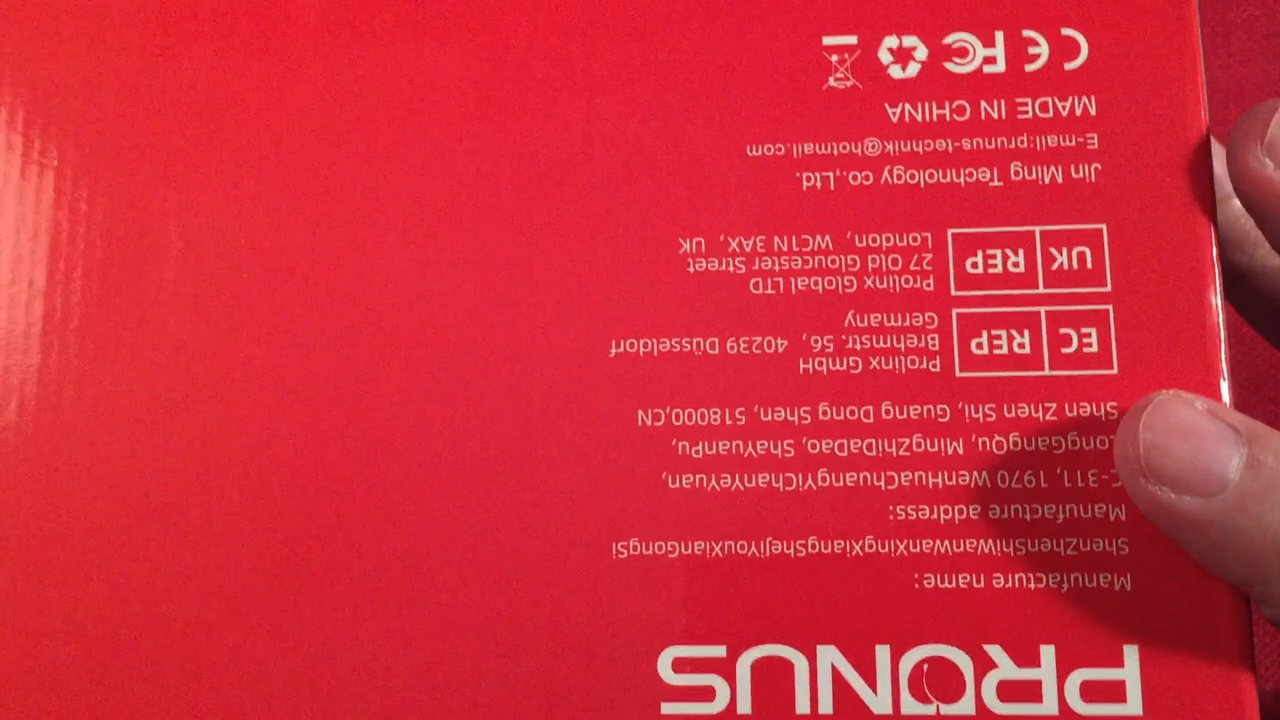 PRONUS
Manufacture name:
ShenZhenShiWanWanXingXiangShejiYouXianGongSi
Manufacture address:
C-311, 1970 WenHuaChuangYiChanYeYuan,
LongGangQu, MingZhiDaDao, ShaYuanPu,
Shen Zhen Shi, Guang Dong Shen, 518000,CN
EC REP
Prolinx GmbH
Brehmstr. 56, 40239 Düsseldorf
Germany
UK REP
Prolinx Global LTD
27 Old Gloucester Street
London, WC1N 3AX, UK
Jin Ming Technology co.,Ltd.
E-mail:prunus-technik@hotmail.com
MADE IN CHINA
CE FC